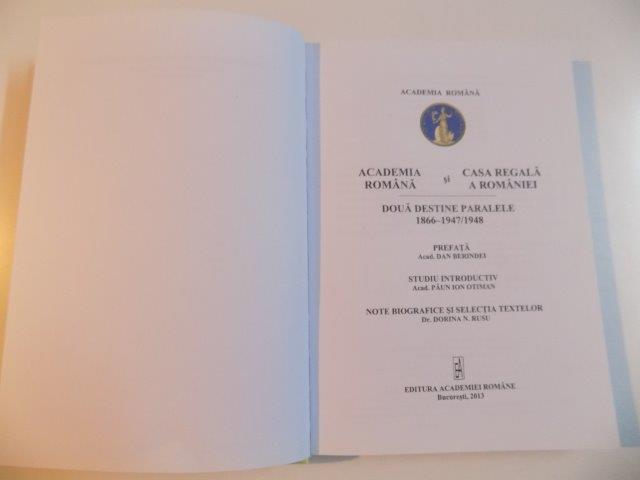 ACADEMIA ROMÂNĂ
ACADEMIA ROMÂNĂ
și
CASA REGALĂ A ROMÂNIEI
DOUĂ DESTINE PARALELE
1866–1947/1948
PREFAȚĂ
Acad. DAN BERINDEI
STUDIU INTRODUCTIV
Acad. PĂUN ION OTIMAN
NOTE BIOGRAFICE ȘI SELECȚIA TEXTELOR
Dr. DORINA N. RUSU
EDITURA ACADEMIEI ROMÂNE
București, 2013